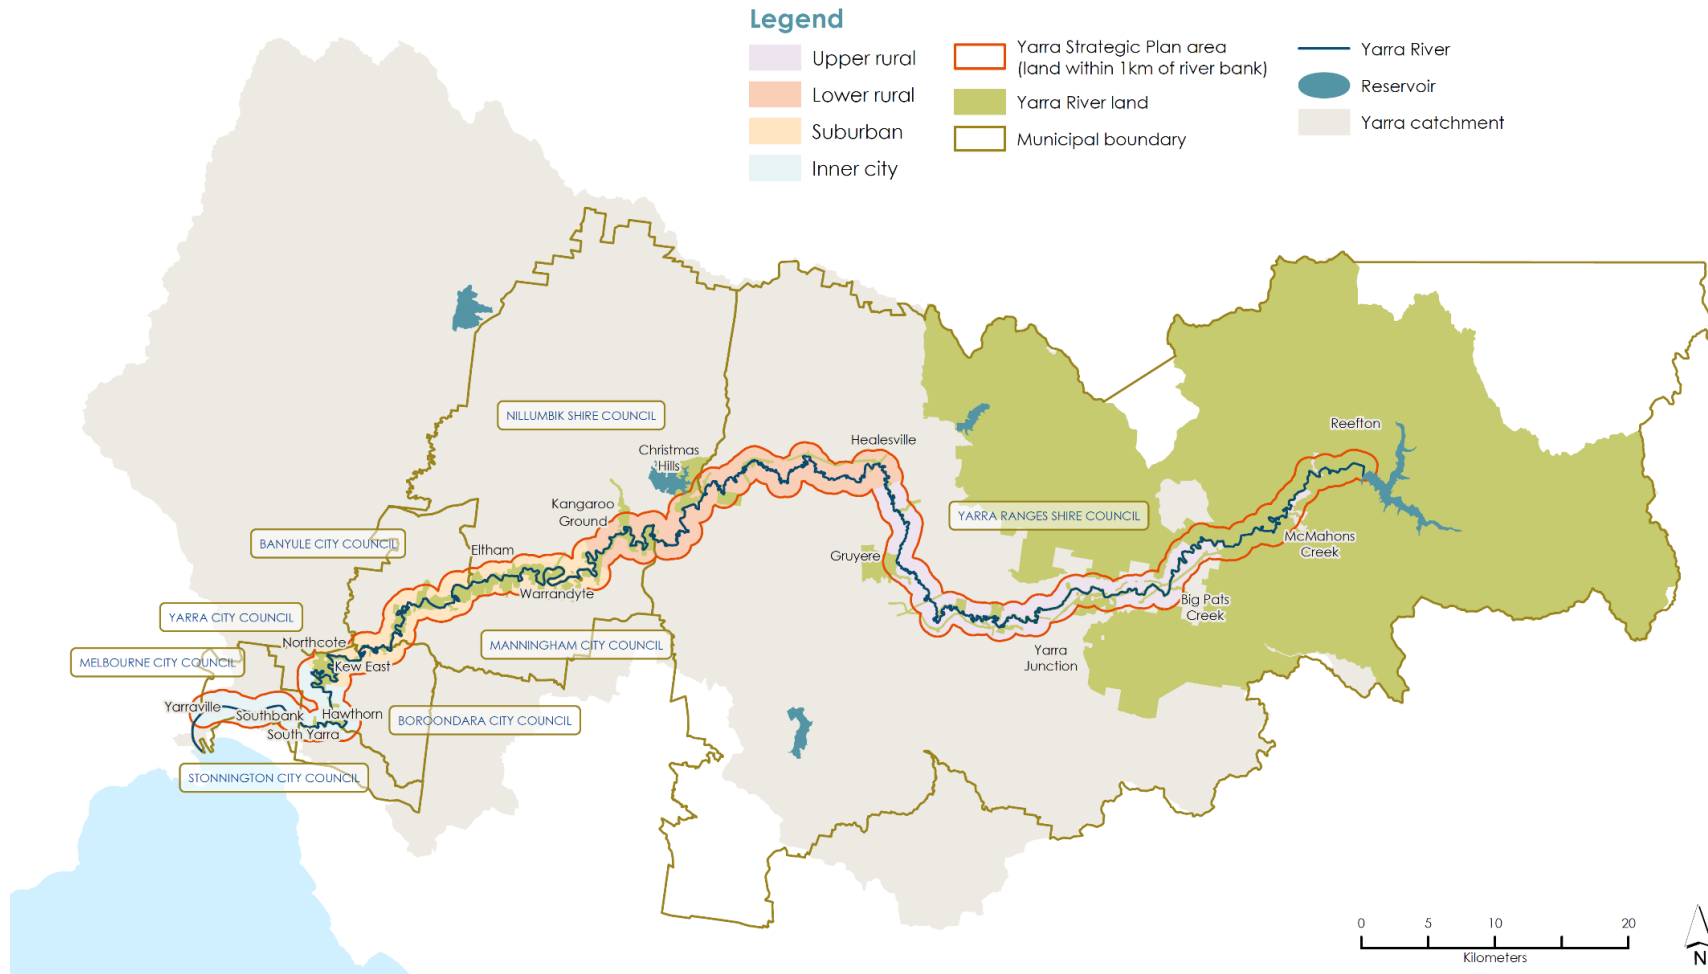 Legend
Upper rural
Lower rural
Suburban
Inner city
Yarra Strategic Plan area
(land within 1km of river bank)
Yarra River land
Municipal boundary
Yarra River
Reservoir
Yarra catchment
NILLUMBIK SHIRE COUNCIL
Christmas
Hills
Healesville
Reefton
Kangaroo
Ground
YARRA RANGES SHIRE COUNCIL
BANYULE CITY COUNCIL
Eltham
Gruyere
McMahons
Creek
Warrandyte
Big Pats
Creek
YARRA CITY COUNCIL
Northcote
MANNINGHAM CITY COUNCIL
Yarra
Junction
MELBOURNE CITY COUNCIL
Kew East
Yarraville
Southbank
Hawthorn
BOROONDARA CITY COUNCIL
South Yarra
STONNINGTON CITY COUNCIL
0 5 10 20
Kilometers
N